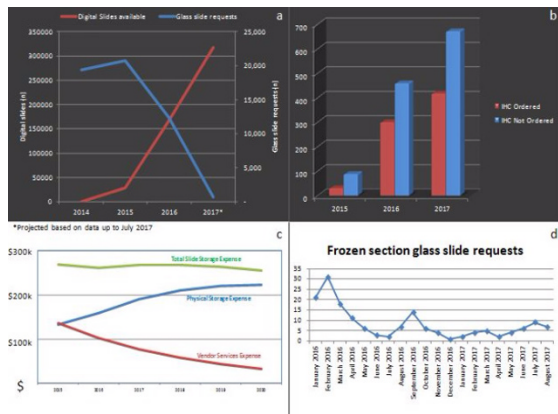 Digital Slides available
Glass slide requests
a
350000
300000
250000
200000
150000
100000
50000
0
Digital slides (n)
25,000
20,000
15,000
10,000
5,000
-
Glass slide requests (n)
2014
2015
2016
2017*
*Projected based on data up to July 2017
b
700
600
500
400
300
200
100
0
2015
2016
2017
IHC Ordered
IHC Not Ordered
c
$300k
$200k
$100k
$
Total Slide Storage Expense
Physical Storage Expense
Vendor Services Expense
2017
d
Frozen section glass slide requests
35
30
25
20
15
10
5
0
January 2016
February 2016
March 2016
April 2016
May 2016
June 2016
July 2016
August 2016
September 2016
October 2016
November 2016
December 2016
January 2017
February 2017
March 2017
April 2017
May 2017
June 2017
July 2017
August 2017